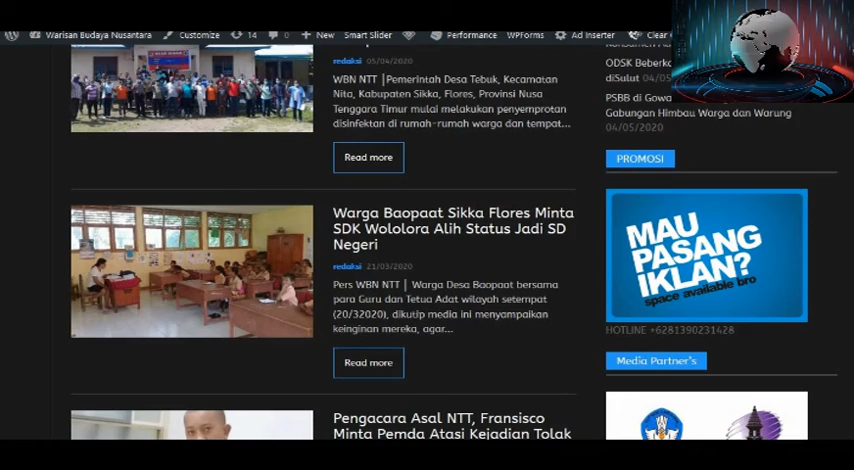 Warisan Budaya Nusantara
Customize
14
0
New
Smart Slider
Performance
WPForms
Ad Inserter
redaksi 05/04/2020
WBN NTT │Pemerintah Desa Tebuk, Kecamatan
Nita, Kabupaten Sikka, Flores, Provinsi Nusa
Tenggara Timur mulai melakukan penyemprotan
disinfektan di rumah-rumah warga dan tempat...
Read more
Warga Baopaat Sikka Flores Minta
SDK Wololora Alih Status Jadi SD
Negeri
redaksi 21/03/2020
Pers WBN NTT │ Warga Desa Baopaat bersama
para Guru dan Tetua Adat wilayah setempat
(20/32020), dikutip media ini menyampaikan
keinginan mereka, agar...
Read more
Pengacara Asal NTT, Fransisco
Minta Pemda Atasi Kejadian Tolak
ODSK
diSulut
PSBB di Gowa
Gabungan Himbau Warga dan Warung
04/05/2020
PROMOSI
MAU
PASANG
IKLAN?
space available bro
HOTLINE +6281390231428
Media Partner's